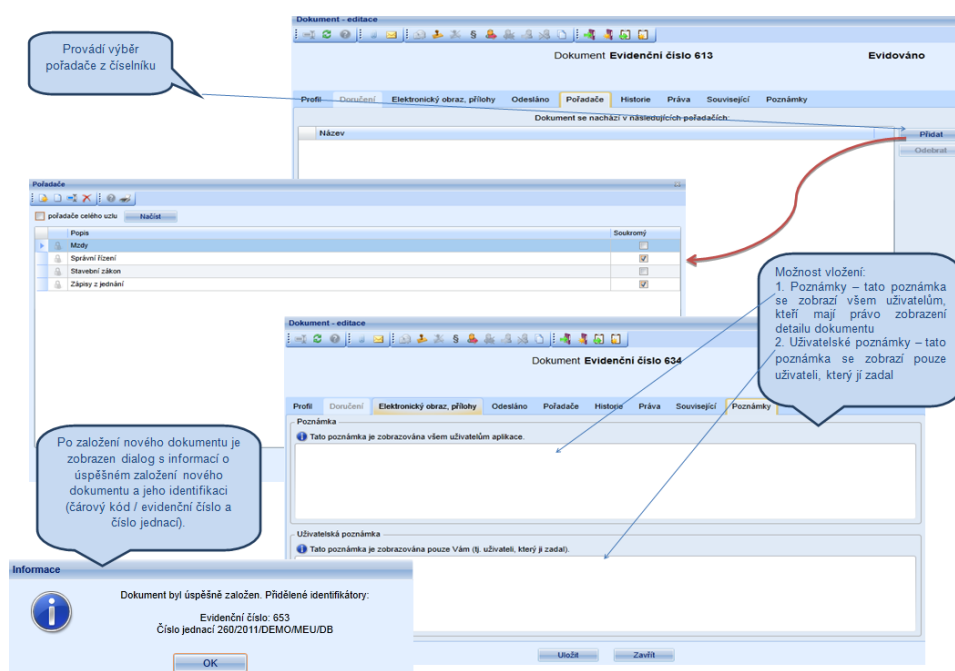 Dokument - editace
Dokument Evidenční číslo 613
Evidováno
Profil Doručení Elektronický obraz, přílohy Odesláno Pořadače Historie Práva Související Poznámky
Dokument se nachází v následujících pořadačích:
Název
Přidat
Odebrat
Provádí výběr
pořadače z číselníku
Pořadače
pořadače celého uzlu Načíst
Popis Soukromý
Mzdy
Správní řízení
Stavební zákon
Zápisy z jednání
Možnost vložení:
1. Poznámky – tato poznámka
se zobrazí všem uživatelům,
kteří mají právo zobrazení
detailu dokumentu
2. Uživatelské poznámky – tato
poznámka se zobrazí pouze
uživateli, který jí zadal
Dokument - editace
Dokument Evidenční číslo 634
Profil Doručení Elektronický obraz, přílohy Odesláno Pořadače Historie Práva Související Poznámky
Poznámka
Tato poznámka je zobrazována všem uživatelům aplikace.
Uživatelská poznámka
Tato poznámka je zobrazována pouze Vám (tj. uživateli, který ji zadal).
Uložit Zavřít
Po založení nového dokumentu je
zobrazen dialog s informací o
úspěšném založení nového
dokumentu a jeho identifikaci
(čárový kód / evidenční číslo a
číslo jednací).
Informace
Dokument byl úspěšně založen. Přidělené identifikátory:
Evidenční číslo: 653
Číslo jednací 260/2011/DEMO/MEU/DB
OK